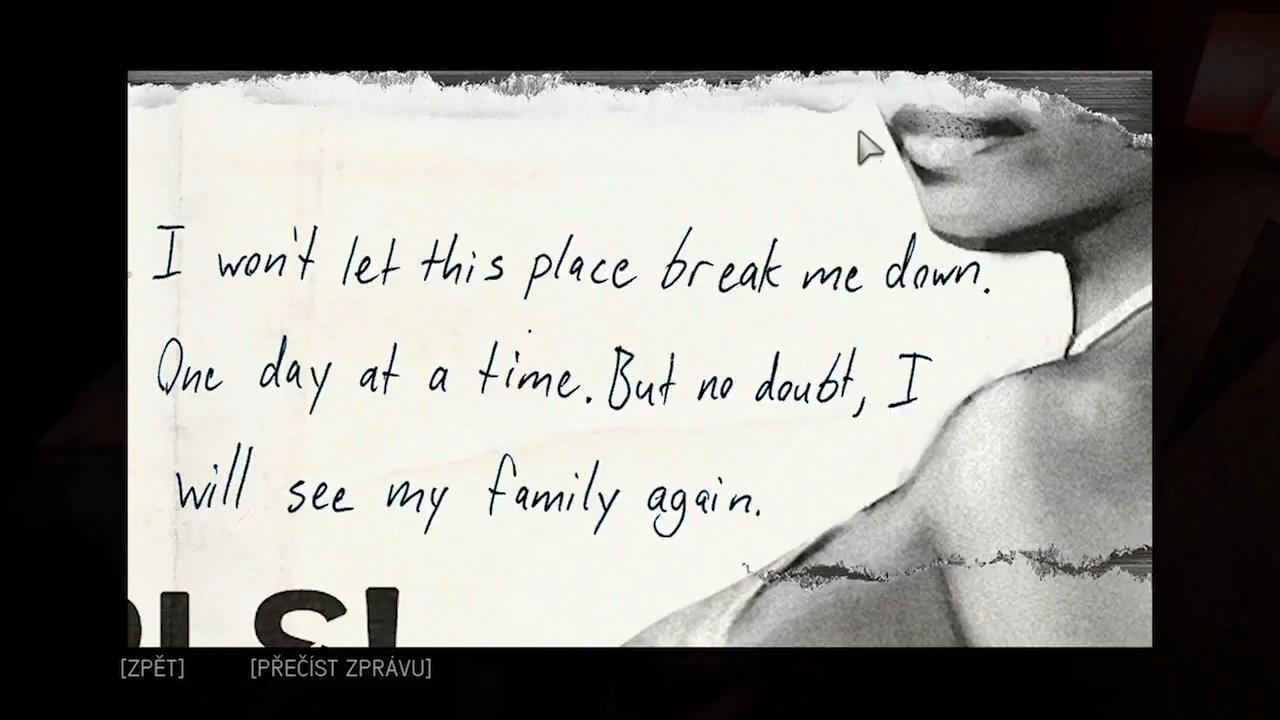 I won't let this place break me down.
One day at a time. But no doubt, I
will see my family again.
LS!
[ZPĚT] [PŘEČÍST ZPRÁVU]